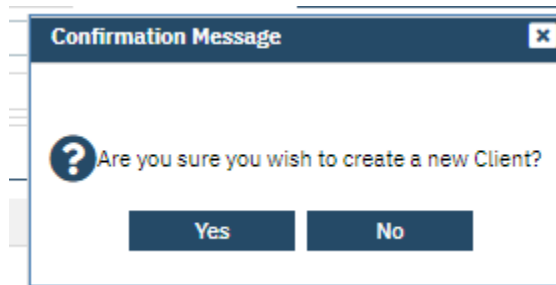 Confirmation Message
Are you sure you wish to create a new Client?
Yes No